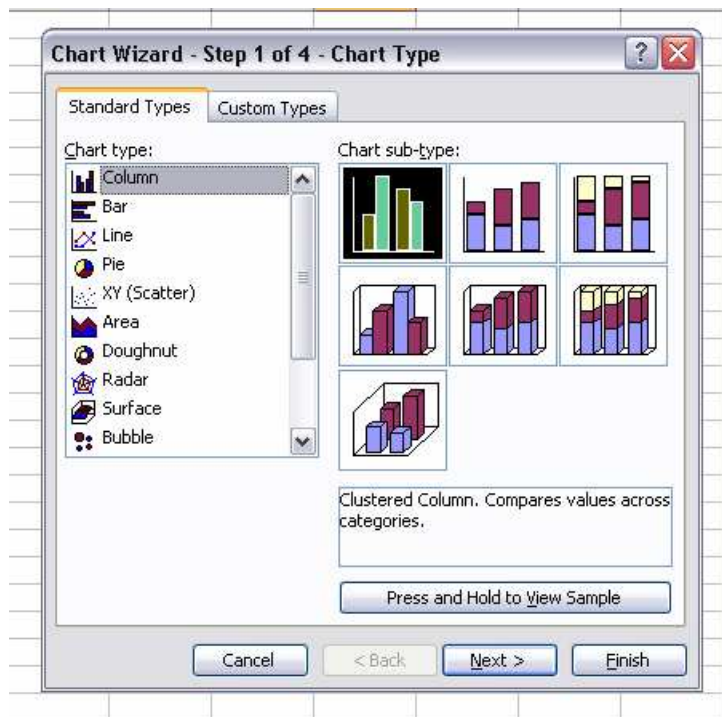 Chart Wizard - Step 1 of 4 - Chart Type
Standard Types
Custom Types
Chart type:
Column
Bar
Line
Pie
XY (Scatter)
Area
Doughnut
Radar
Surface
Bubble
Chart sub-type:
Clustered Column. Compares values across
categories.
Press and Hold to View Sample
Cancel
< Back
Next >
Finish